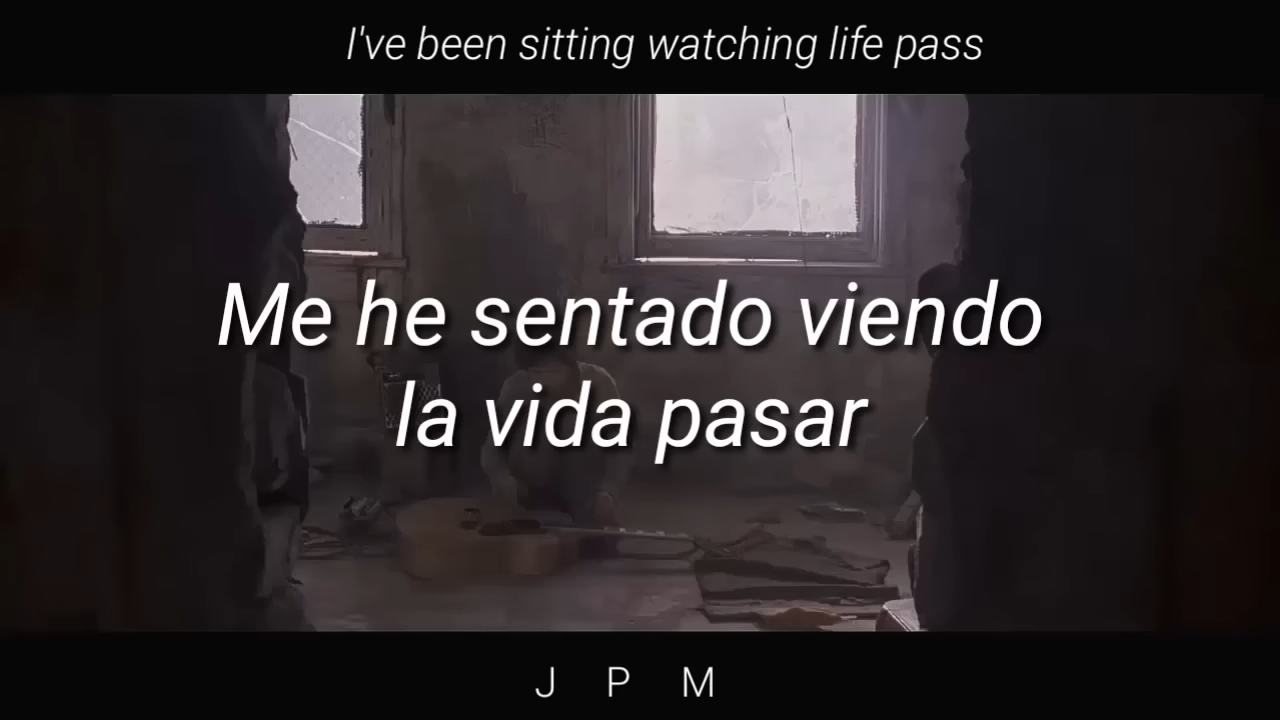 I've been sitting watching life pass
Me he sentado viendo
la vida pasar
J P M